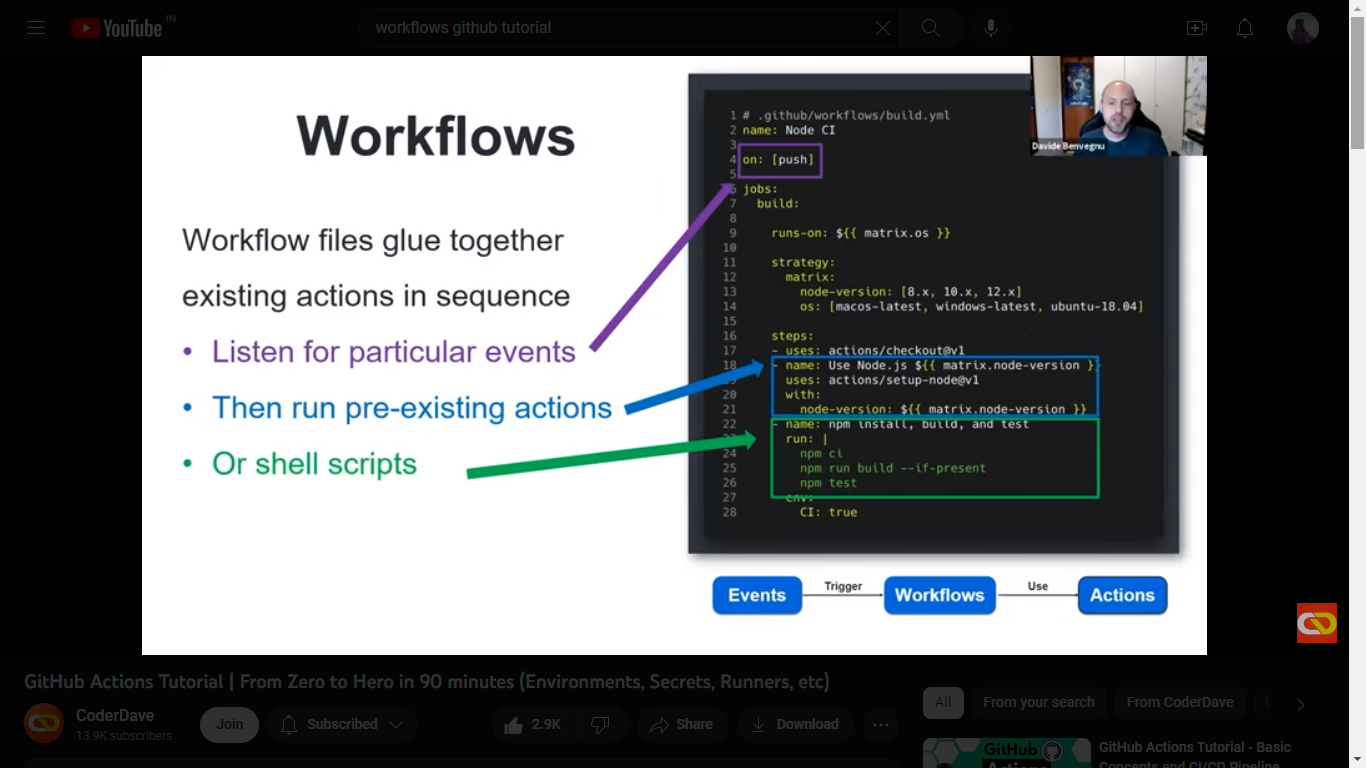 YouTube IN
workflows github tutorial
Workflows
Workflow files glue together
existing actions in sequence
• Listen for particular events
• Then run pre-existing actions
• Or shell scripts
1 # .github/workflows/build.yml
2 name: Node CI
3
4 on: [push]
5
6 jobs:
7 build:
8
9 runs-on: ${{ matrix.os }}
10
11 strategy:
12 matrix:
13 node-version: [8.x, 10.x, 12.x]
14 os: [macos-latest, windows-latest, ubuntu-18.04]
15
16 steps:
17 - uses: actions/checkout@v1
18 - name: Use Node.js ${{ matrix.node-version }}
19 uses: actions/setup-node@v1
20 with:
21 node-version: ${{ matrix.node-version }}
22 - name: npm install, build, and test
23 run: |
24 npm ci
25 npm run build --if-present
26 npm test
27 env:
28 CI: true
Davide Benvegnu
Events
Trigger
Workflows
Use
Actions
GitHub Actions Tutorial | From Zero to Hero in 90 minutes (Environments, Secrets, Runners, etc)
CoderDave
13.9K subscribers
Join
Subscribed
2.9K
Share
Download
All
From your search
From CoderDave
GitHub
Actions
GitHub Actions Tutorial - Basic
Concepts and CI/CD Pipeline